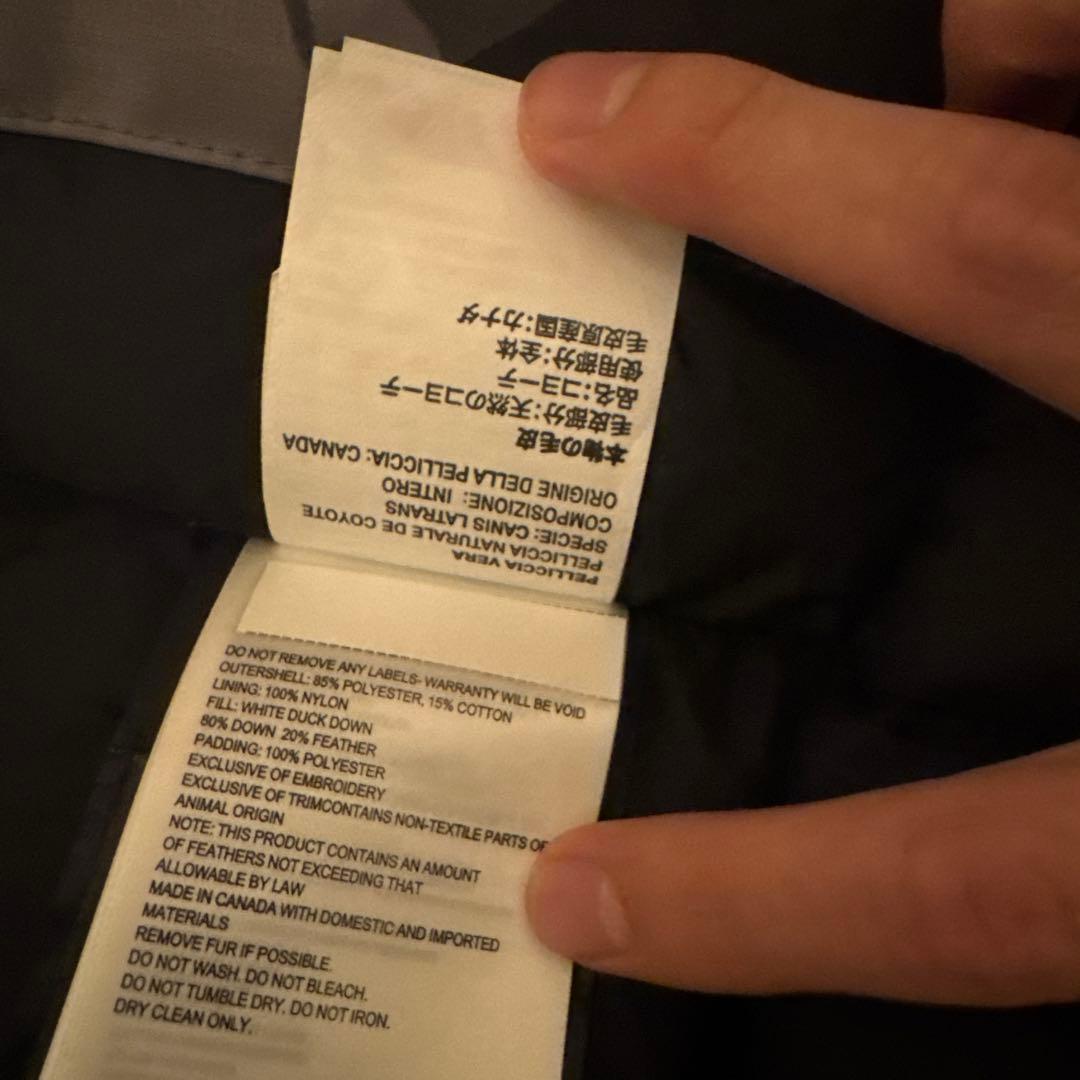 PELLICCIA VERA
PELLICCIA NATURALE DE COYOTE
SPECIE: CANIS LATRANS
COMPOSIZIONE: INTERO
ORIGINE DELLA PELLICCIA: CANADA
本物の毛皮
毛皮部分:天然のコヨーテ
品名:コヨーテ
使用部分:全体
毛皮原産国:カナダ
DO NOT REMOVE ANY LABELS- WARRANTY WILL BE VOID
OUTERSHELL: 85% POLYESTER, 15% COTTON
LINING: 100% NYLON
FILL: WHITE DUCK DOWN
80% DOWN 20% FEATHER
PADDING: 100% POLYESTER
EXCLUSIVE OF EMBROIDERY
EXCLUSIVE OF TRIMCONTAINS NON-TEXTILE PARTS OF
ANIMAL ORIGIN
NOTE: THIS PRODUCT CONTAINS AN AMOUNT
OF FEATHERS NOT EXCEEDING THAT
ALLOWABLE BY LAW
MADE IN CANADA WITH DOMESTIC AND IMPORTED
MATERIALS
REMOVE FUR IF POSSIBLE.
DO NOT WASH. DO NOT BLEACH.
DO NOT TUMBLE DRY. DO NOT IRON.
DRY CLEAN ONLY.